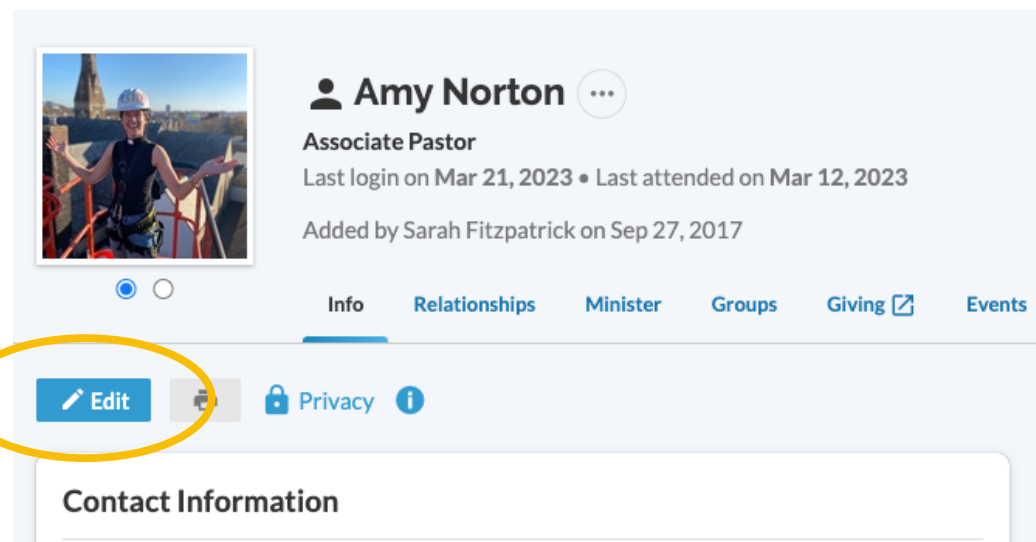 Amy Norton
Associate Pastor
Last login on Mar 21, 2023 • Last attended on Mar 12, 2023
Added by Sarah Fitzpatrick on Sep 27, 2017
Info Relationships Minister Groups Giving Events
Edit Privacy
Contact Information